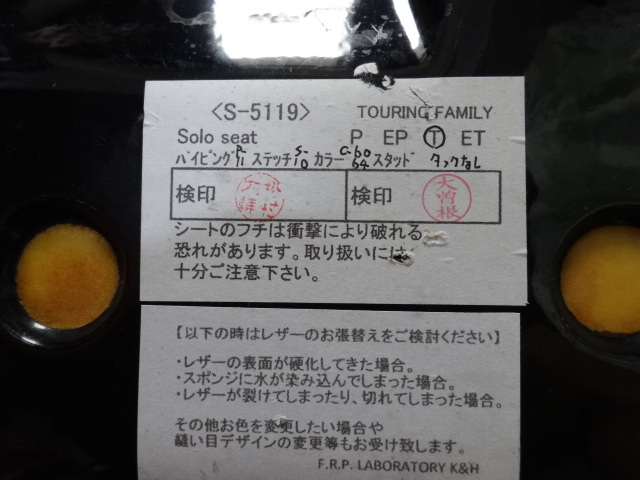 <S-5119> TOURING FAMILY
Solo seat P EP T ET
パイピング P-11 ステッチ S-10 カラー C-60 64 スタッド タックなし
検印 検印 大曽根
シートのフチは衝撃により破れる
恐れがあります。取り扱いには
十分ご注意下さい。
【以下の時はレザーのお張替えをご検討ください】
・レザーの表面が硬化してきた場合。
・スポンジに水が染み込んでしまった場合。
・レザーが裂けてしまったり、切れてしまった場合。
その他お色を変更したい場合や
縫い目デザインの変更等もお受け致します。
F.R.P. LABORATORY K&H